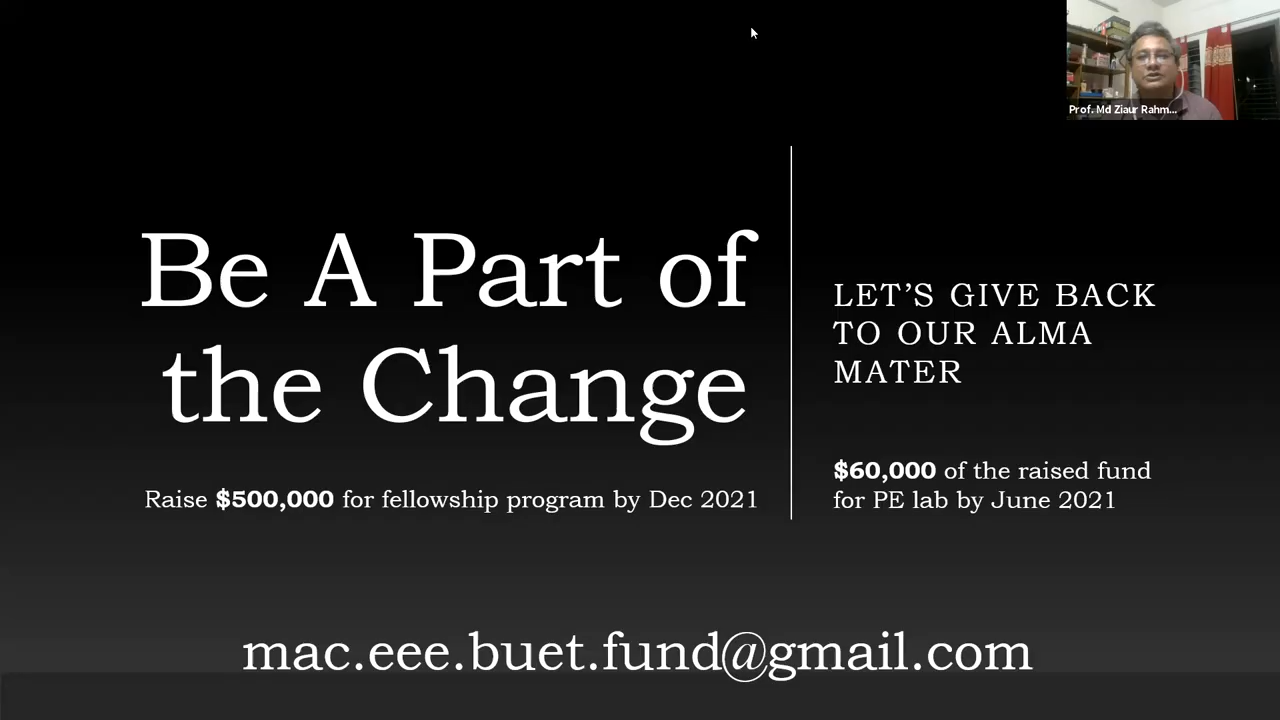 Prof. Md Ziaur Rahm...
Be A Part of
the Change
Raise $500,000 for fellowship program by Dec 2021
LET’S GIVE BACK
TO OUR ALMA
MATER
$60,000 of the raised fund
for PE lab by June 2021
mac.eee.buet.fund@gmail.com